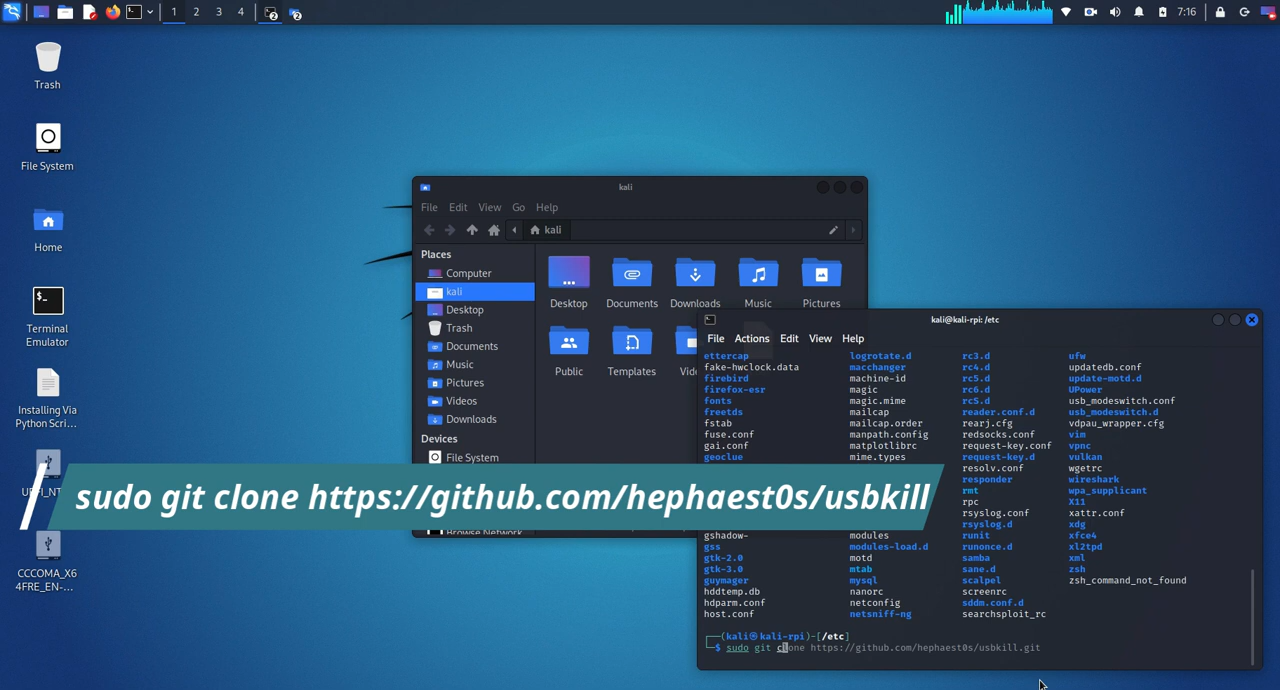 1 2 3 4
2 2
7:16
Trash
File System
Home
Terminal
Emulator
Installing Via
Python Scri...
CCCOMA_X6
4FRE_EN-...
kali
File Edit View Go Help
kali
Places
Computer
kali
Desktop
Trash
Documents
Music
Pictures
Videos
Downloads
Devices
File System
Browse Network
Desktop Documents Downloads Music Pictures
Public Templates
kali@kali-rpi: /etc
File Actions Edit View Help
ettercap logrotate.d rc3.d ufw
fake-hwclock.data macchanger rc4.d updatedb.conf
firebird machine-id rc5.d update-motd.d
firefox-esr magic rc6.d UPower
fonts magic.mime rcS.d usb_modeswitch.conf
freetds mailcap reader.conf.d usb_modeswitch.d
fstab mailcap.order rearj.cfg vdpau_wrapper.cfg
fuse.conf manpath.config redsocks.conf vim
gai.conf matplotlibrc request-key.conf vpnc
geoclue mime.types request-key.d vulkan
resolv.conf wgetrc
responder wireshark
rmt wpa_supplicant
rpc X11
rsyslog.conf xattr.conf
rsyslog.d xdg
gshadow- modules runit xfce4
gss modules-load.d runonce.d xl2tpd
gtk-2.0 motd samba xml
gtk-3.0 mtab sane.d zsh
guymager mysql scalpel zsh_command_not_found
hddtemp.db nanorc screenrc
hdparm.conf netconfig sddm.conf.d
host.conf netsniff-ng searchsploit_rc
┌──(kali㉿kali-rpi)-[/etc]
└─$ sudo git clone https://github.com/hephaest0s/usbkill.git
sudo git clone https://github.com/hephaest0s/usbkill